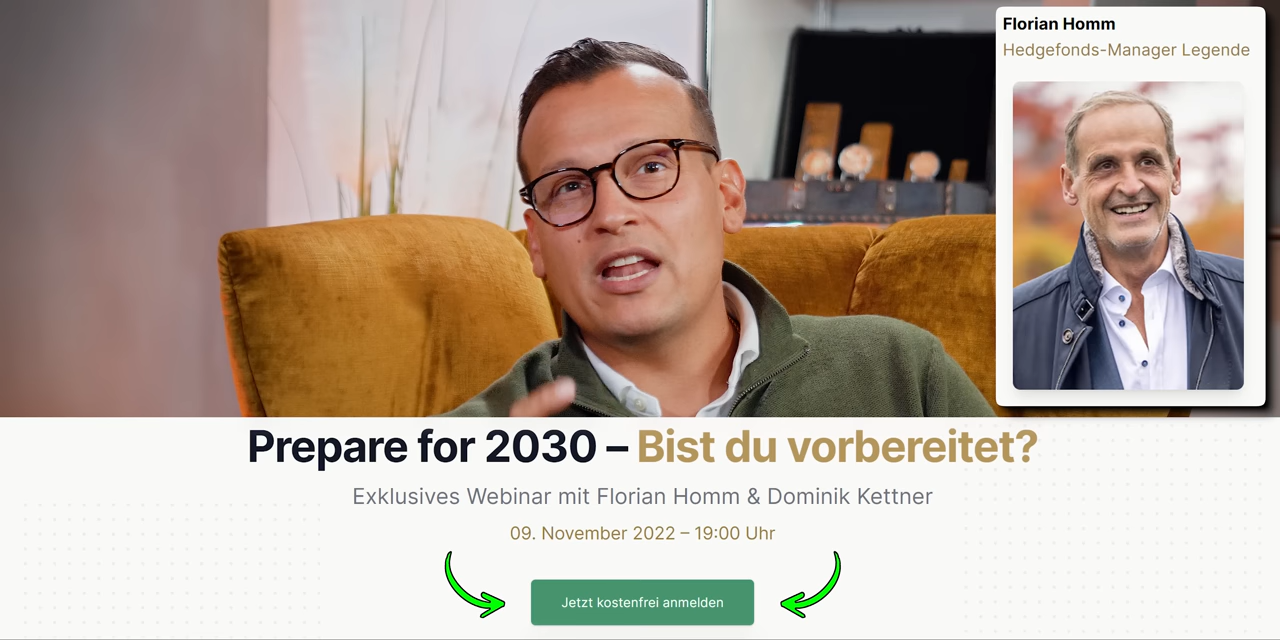 Florian Homm
Hedgefonds-Manager Legende
Prepare for 2030 – Bist du vorbereitet?
Exklusives Webinar mit Florian Homm & Dominik Kettner
09. November 2022 – 19:00 Uhr
Jetzt kostenfrei anmelden